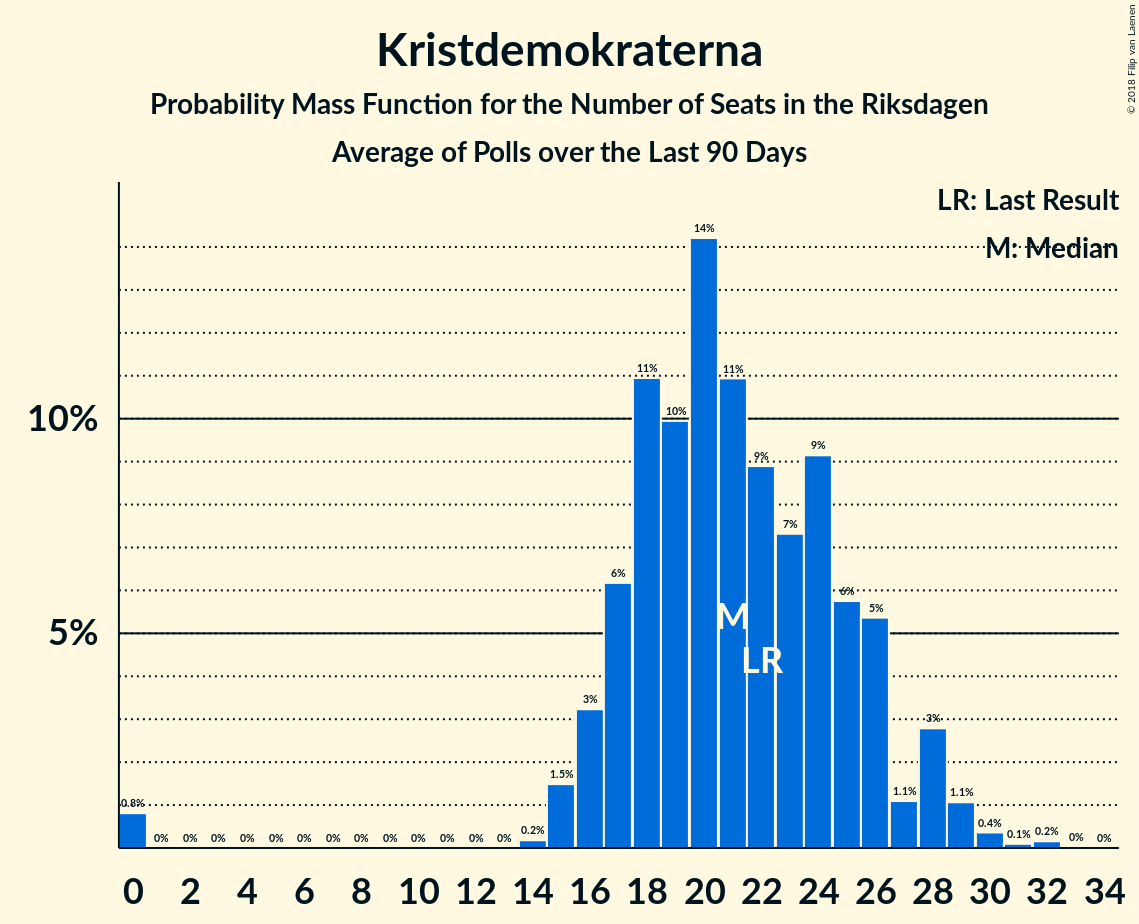 Kristdemokraterna
Probability Mass Function for the Number of Seats in the Riksdagen
Average of Polls over the Last 90 Days
© 2018 Filip van Laenen
LR: Last Result
M: Median
10%
5%
0.8% 0% 0% 0% 0% 0% 0% 0% 0% 0% 0% 0% 0% 0% 0.2% 1.5% 3% 6% 11% 10% 14% 11% 9% 7% 9% 6% 5% 1.1% 3% 1.1% 0.4% 0.1% 0.2% 0% 0%
M
LR
0 2 4 6 8 10 12 14 16 18 20 22 24 26 28 30 32 34